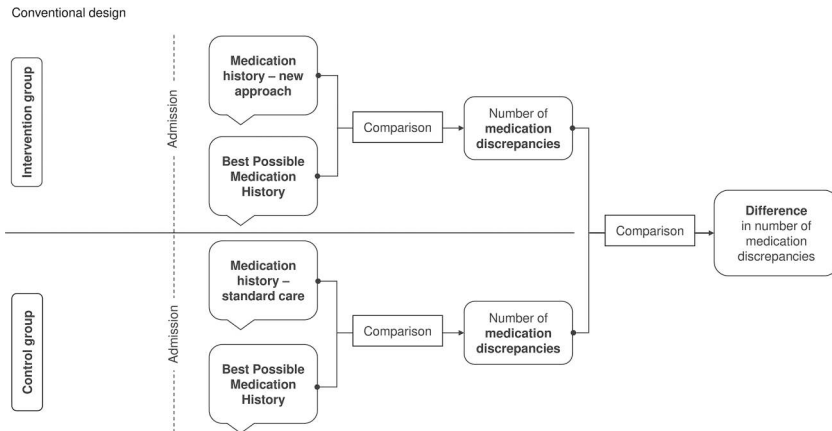 Conventional design
Intervention group
Admission
Medication
history – new
approach
Best Possible
Medication
History
Comparison
Number of
medication
discrepancies
Comparison
Difference
in number of
medication
discrepancies
Control group
Admission
Medication
history –
standard care
Best Possible
Medication
History
Comparison
Number of
medication
discrepancies